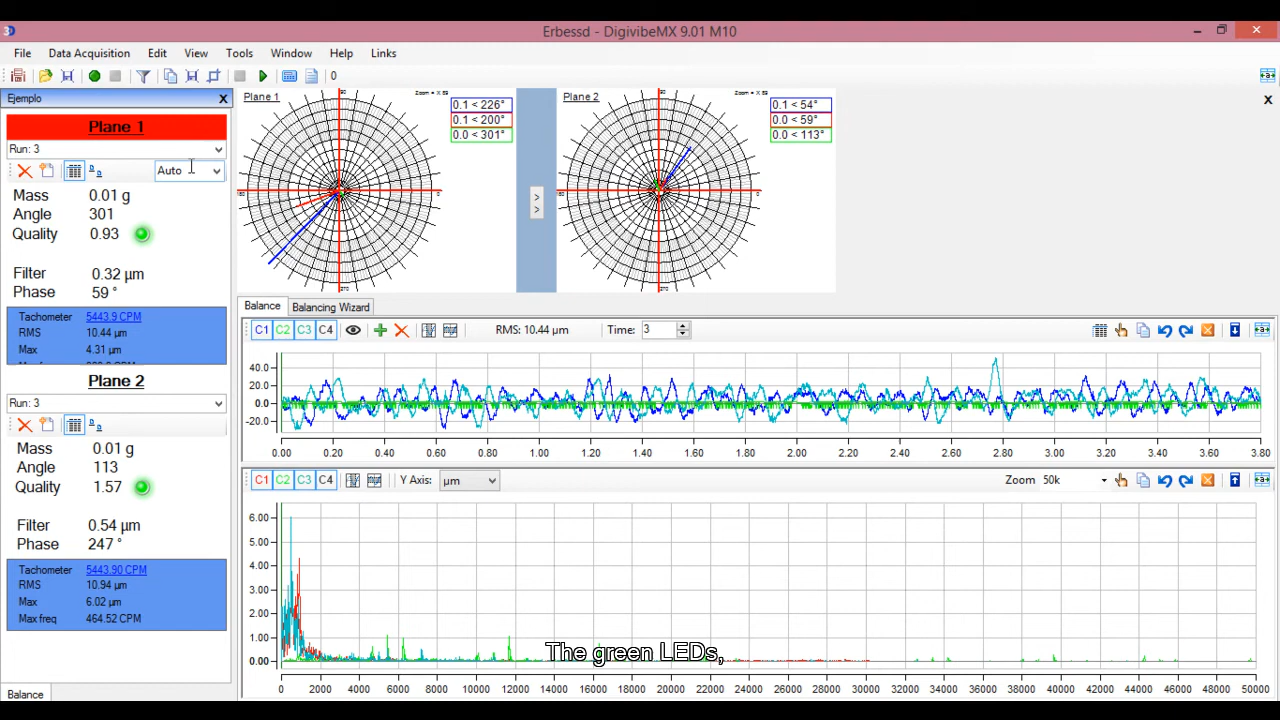 Erbessd - DigivibeMX 9.01 M10
File Data Acquisition Edit View Tools Window Help Links
0
Ejemplo X
Plane 1
Run: 3
Auto
Mass 0.01 g
Angle 301
Quality 0.93
Filter 0.32 µm
Phase 59 °
Tachometer 5443.9 CPM
RMS 10.44 µm
Max 4.31 µm
Plane 2
Run: 3
Mass 0.01 g
Angle 113
Quality 1.57
Filter 0.54 µm
Phase 247 °
Tachometer 5443.90 CPM
RMS 10.94 µm
Max 6.02 µm
Max freq 464.52 CPM
Balance
Plane 1
Zoom = X 69
0.1 < 226°
0.0 < 200°
0.0 < 301°
>
>
Plane 2
Zoom = X 69
0.1 < 54°
0.0 < 59°
0.0 < 113°
X
Balance Balancing Wizard
C1 C2 C3 C4 RMS: 10.44 µm Time: 3
40.0
20.0
0.0
-20.0
0.00 0.20 0.40 0.60 0.80 1.00 1.20 1.40 1.60 1.80 2.00 2.20 2.40 2.60 2.80 3.00 3.20 3.40 3.60 3.80
C1 C2 C3 C4 Y Axis: µm Zoom 50k
6.00
5.00
4.00
3.00
2.00
1.00
0.00
0 2000 4000 6000 8000 10000 12000 14000 16000 18000 20000 22000 24000 26000 28000 30000 32000 34000 36000 38000 40000 42000 44000 46000 48000 50000
The green LEDs,